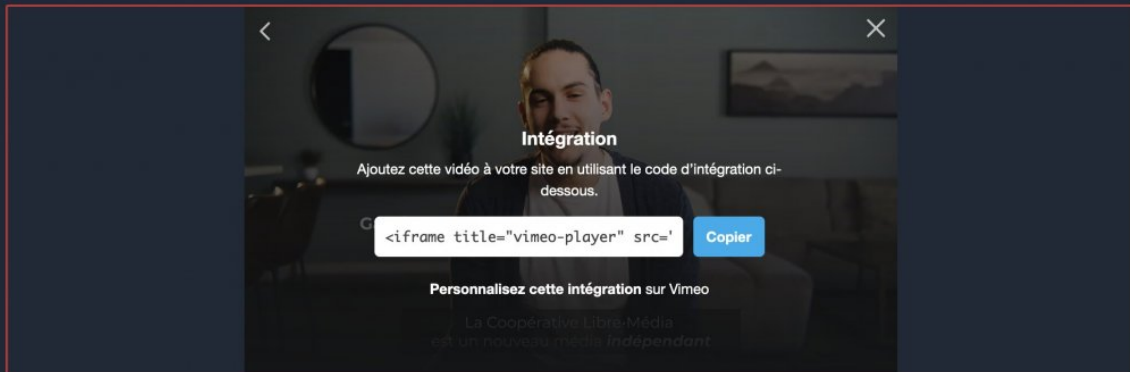 Intégration
Ajoutez cette vidéo à votre site en utilisant le code d'intégration ci-
dessous.
<iframe title="vimeo-player" src='
Copier
Personnalisez cette intégration sur Vimeo
La Coopérative Libre-Média
est un nouveau média indépendant